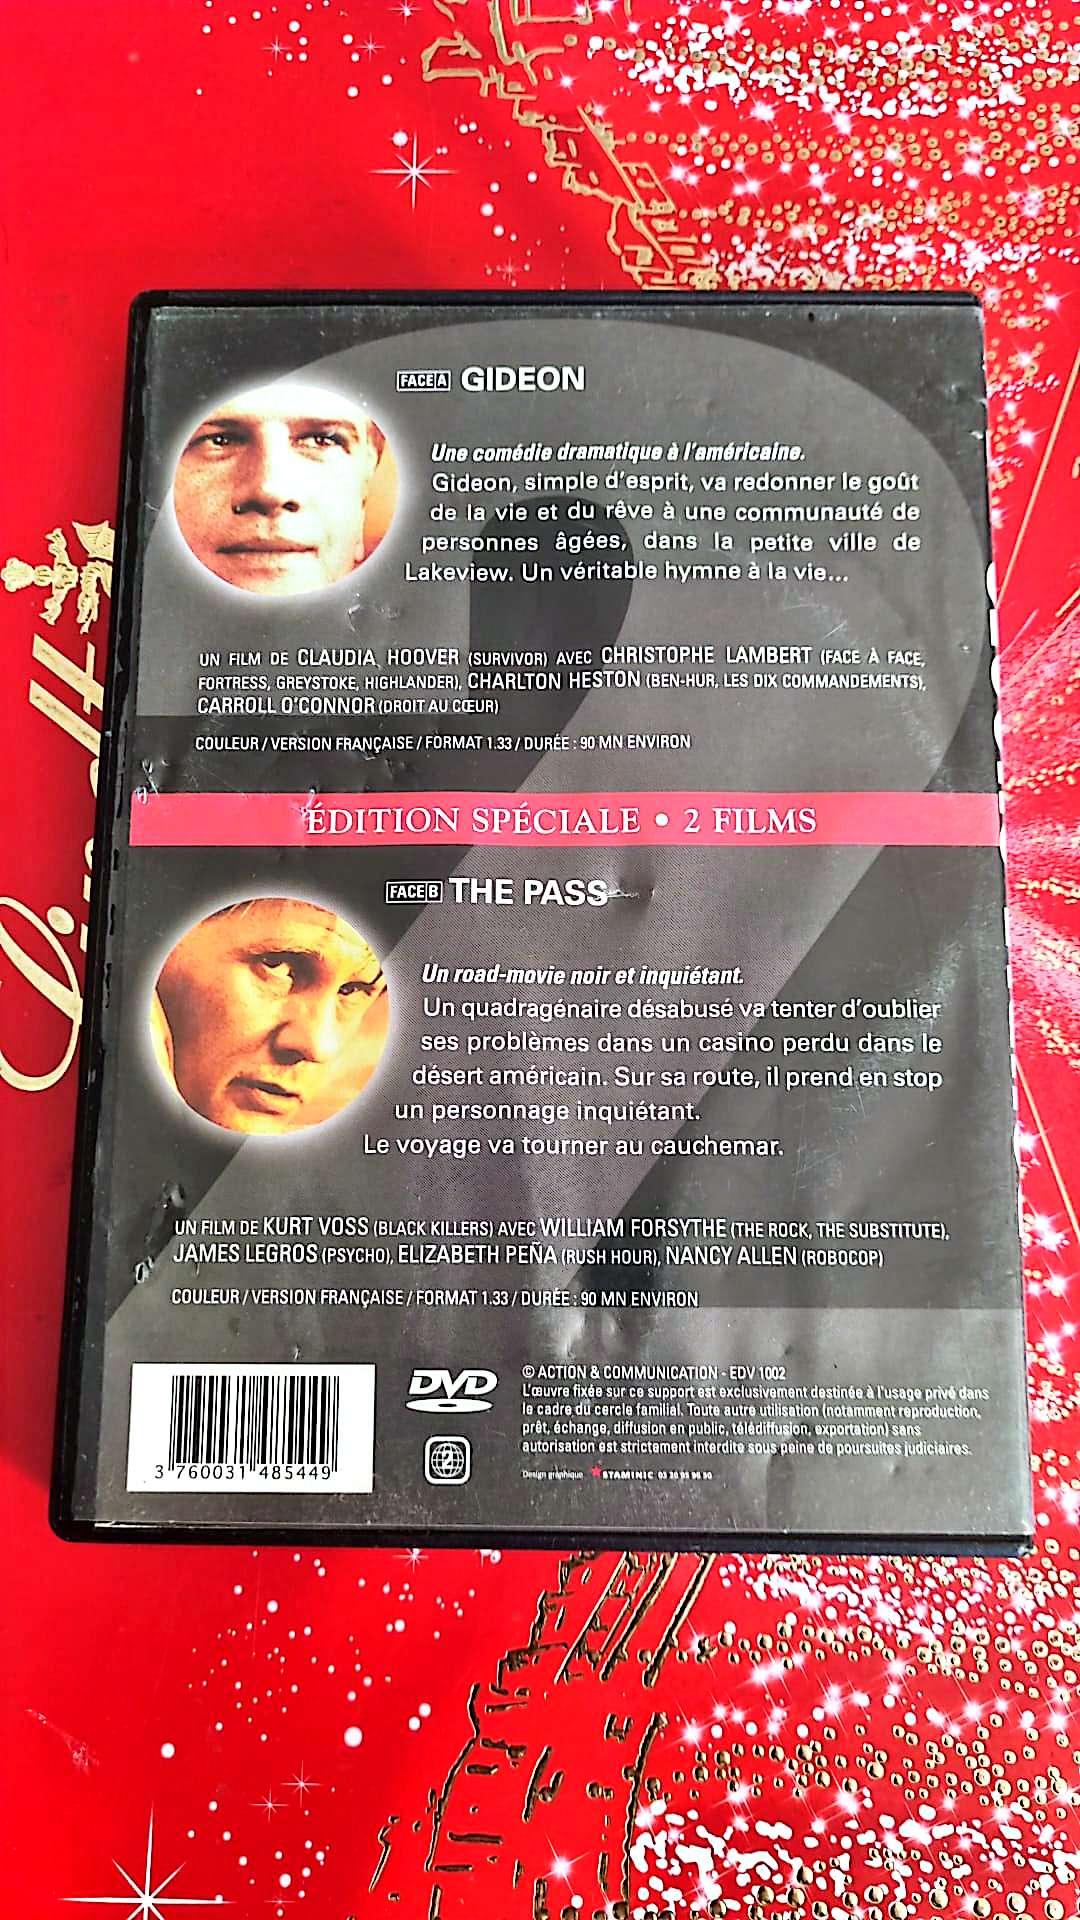 FACE A GIDEON
Une comédie dramatique à l'américaine.
Gideon, simple d'esprit, va redonner le goût
de la vie et du rêve à une communauté de
personnes âgées, dans la petite ville de
Lakeview. Un véritable hymne à la vie...
UN FILM DE CLAUDIA HOOVER (SURVIVOR) AVEC CHRISTOPHE LAMBERT (FACE À FACE,
FORTRESS, GREYSTOKE, HIGHLANDER), CHARLTON HESTON (BEN-HUR, LES DIX COMMANDEMENTS),
CARROLL O'CONNOR (DROIT AU CŒUR)
COULEUR / VERSION FRANÇAISE / FORMAT 1.33 / DURÉE : 90 MN ENVIRON
ÉDITION SPÉCIALE • 2 FILMS
FACE B THE PASS
Un road-movie noir et inquiétant.
Un quadragénaire désabusé va tenter d'oublier
ses problèmes dans un casino perdu dans le
désert américain. Sur sa route, il prend en stop
un personnage inquiétant.
Le voyage va tourner au cauchemar.
UN FILM DE KURT VOSS (BLACK KILLERS) AVEC WILLIAM FORSYTHE (THE ROCK, THE SUBSTITUTE),
JAMES LEGROS (PSYCHO), ELIZABETH PEÑA (RUSH HOUR), NANCY ALLEN (ROBOCOP)
COULEUR / VERSION FRANÇAISE / FORMAT 1.33 / DURÉE : 90 MN ENVIRON
3 760031 485449
DVD
2
© ACTION & COMMUNICATION - EDV 1002
L'œuvre fixée sur ce support est exclusivement destinée à l'usage privé dans
le cadre du cercle familial. Toute autre utilisation (notamment reproduction,
prêt, échange, diffusion en public, télédiffusion, exportation) sans
autorisation est strictement interdite sous peine de poursuites judiciaires.
Design graphique STAMINIC